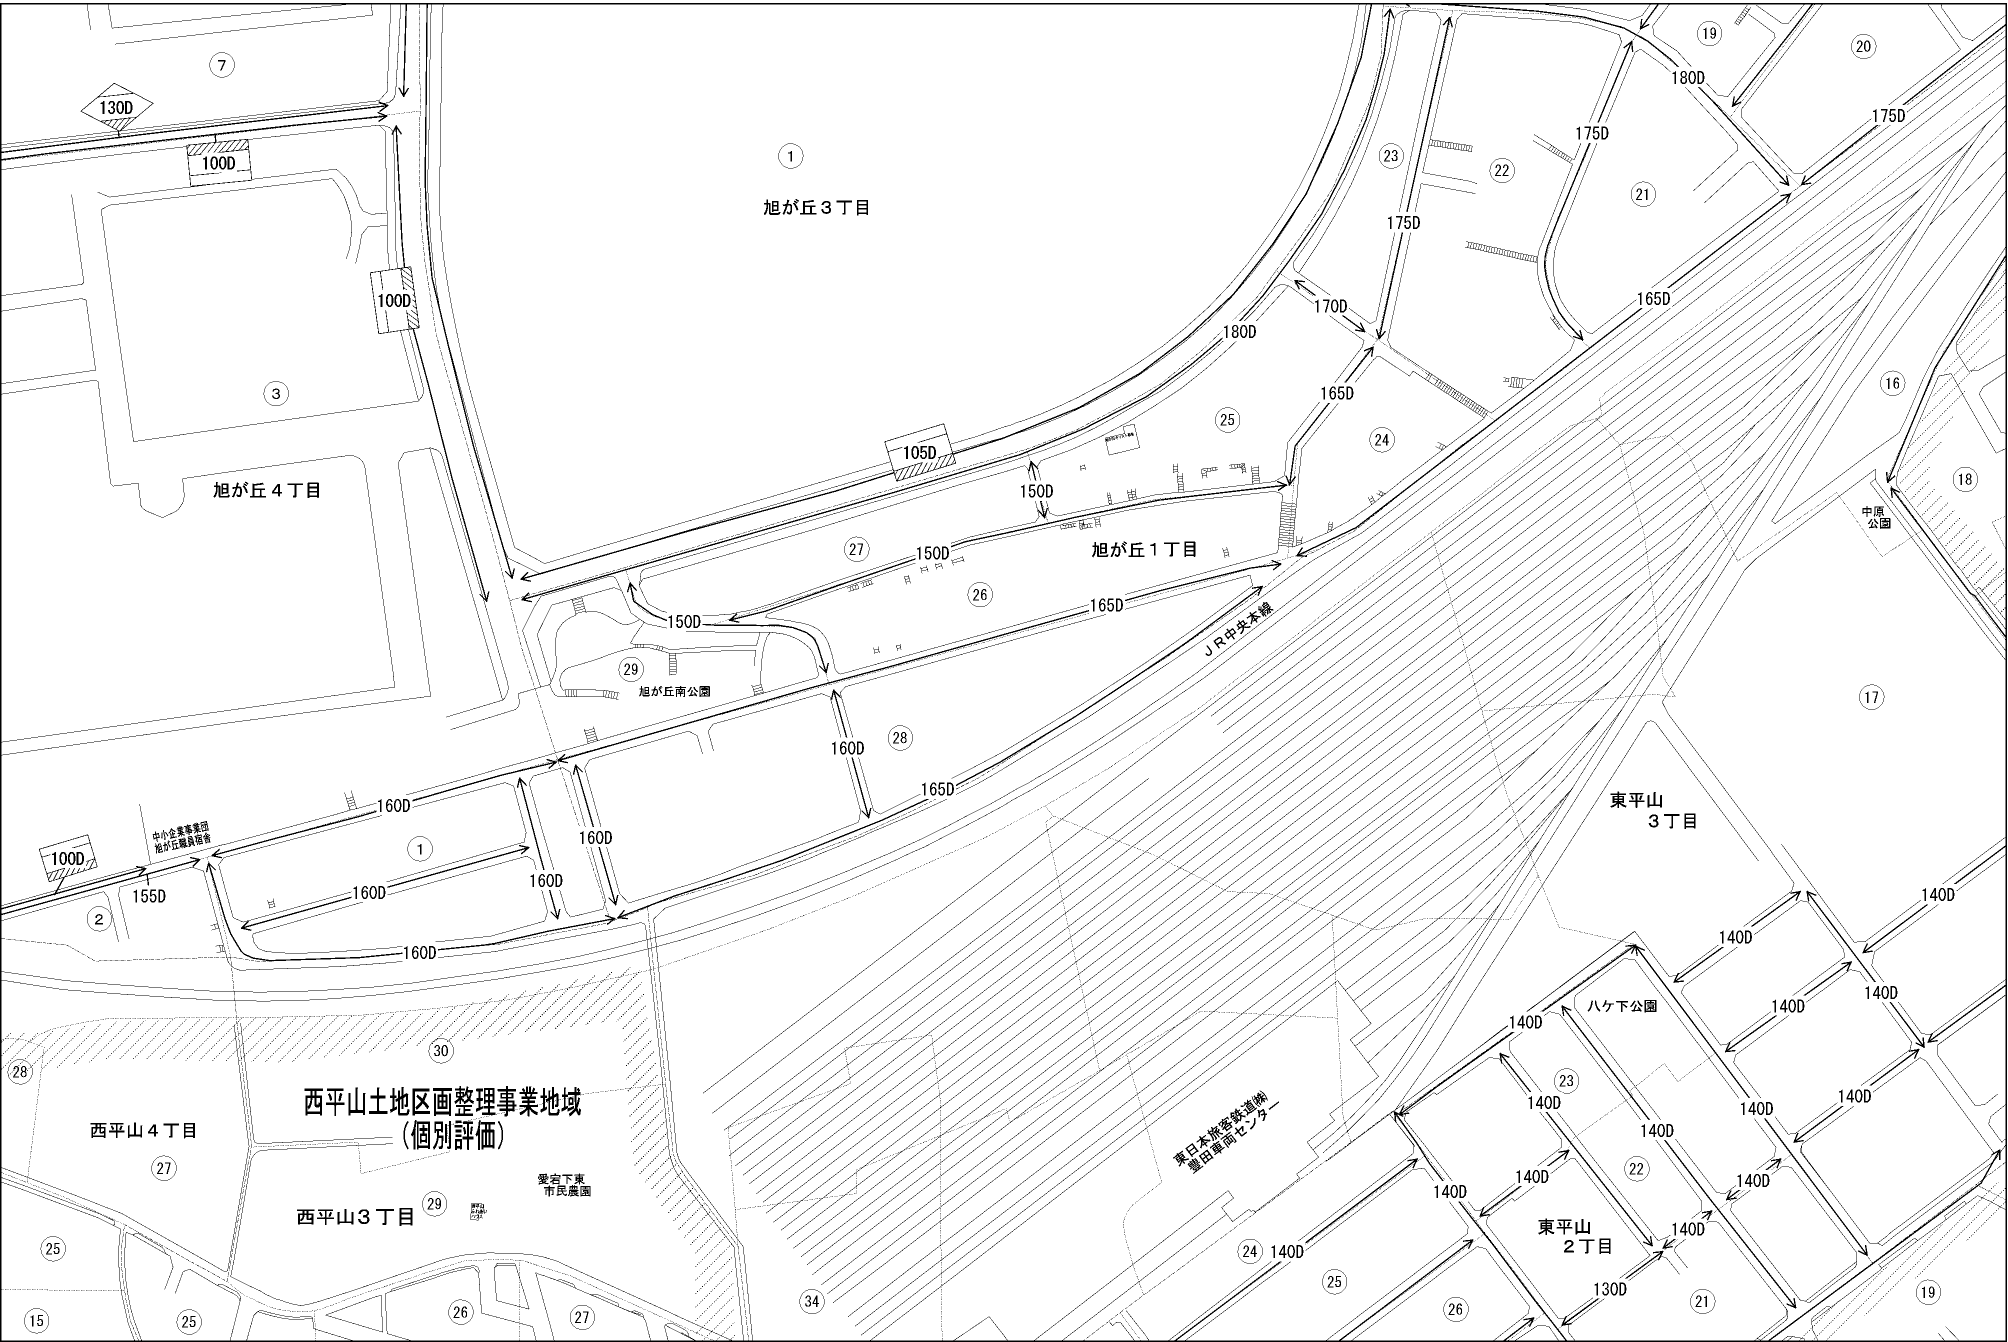 19
20
7
180D
130D
175D
175D
23
22
1
100D
21
旭が丘３丁目
175D
165D
100D
170D
180D
16
3
165D
25
24
105D
旭が丘４丁目
150D
18
中原
公園
27
150D
旭が丘１丁目
26
165D
150D
ＪＲ中央本線
29
旭が丘南公園
17
28
160D
165D
160D
東平山
３丁目
中小企業事業団
旭が丘職員宿舎
160D
1
100D
155D
160D
160D
2
160D
140D
140D
140D
140D
八ケ下公園
140D
30
28
西平山土地区画整理事業地域
（個別評価）
23
140D
140D
140D
140D
東日本旅客鉄道㈱
豊田車両センター
西平山４丁目
27
22
140D
140D
140D
愛宕下東
市民農園
29
西平山３丁目
東平山
２丁目
140D
25
24
140D
25
130D
19
34
21
15
25
26
27
26